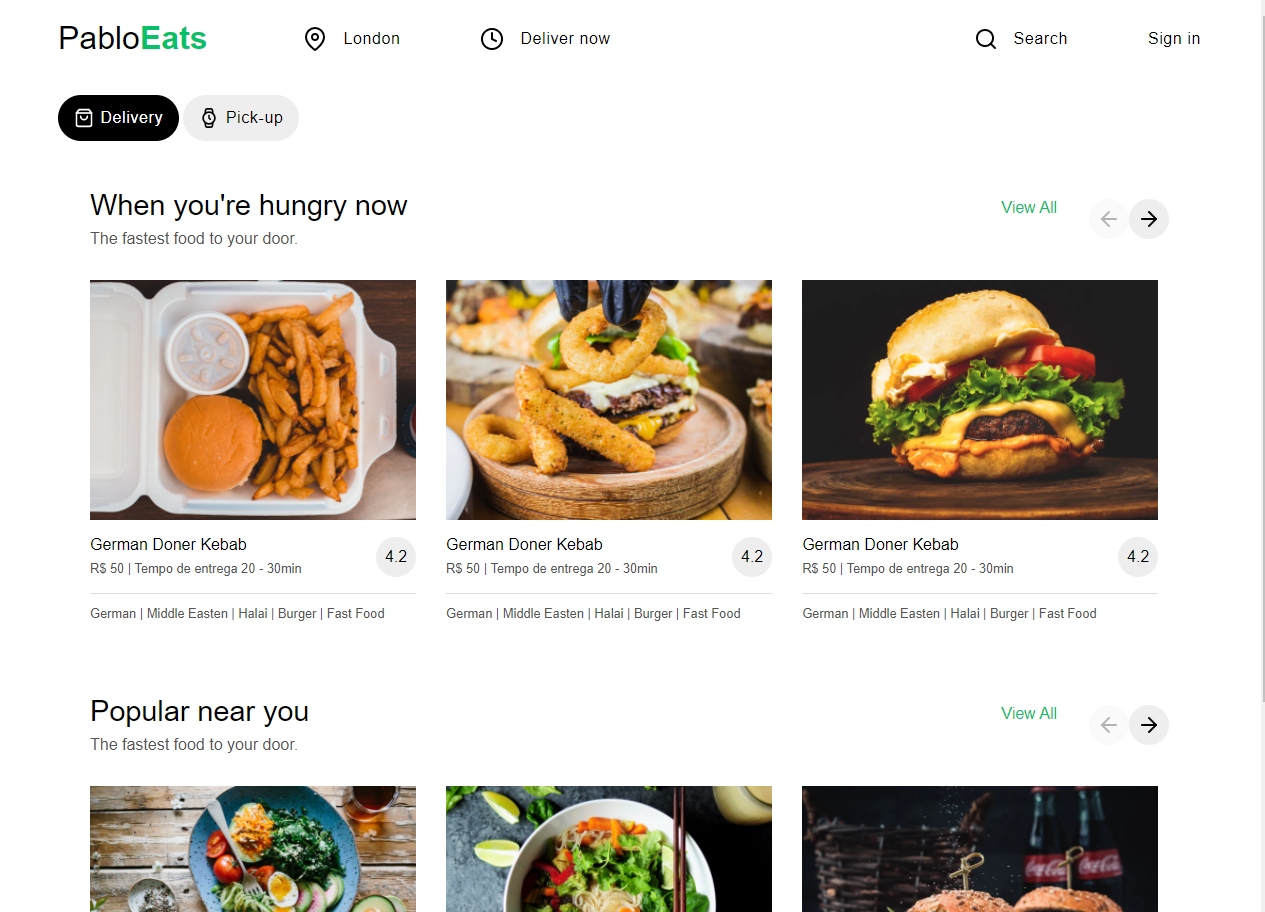 PabloEats
London
Deliver now
Search
Sign in
Delivery
Pick-up
When you're hungry now
View All
The fastest food to your door.
German Doner Kebab
4.2
R$ 50 | Tempo de entrega 20 - 30min
German | Middle Easten | Halai | Burger | Fast Food
German Doner Kebab
4.2
R$ 50 | Tempo de entrega 20 - 30min
German | Middle Easten | Halai | Burger | Fast Food
German Doner Kebab
4.2
R$ 50 | Tempo de entrega 20 - 30min
German | Middle Easten | Halai | Burger | Fast Food
Popular near you
View All
The fastest food to your door.
Coca-Cola